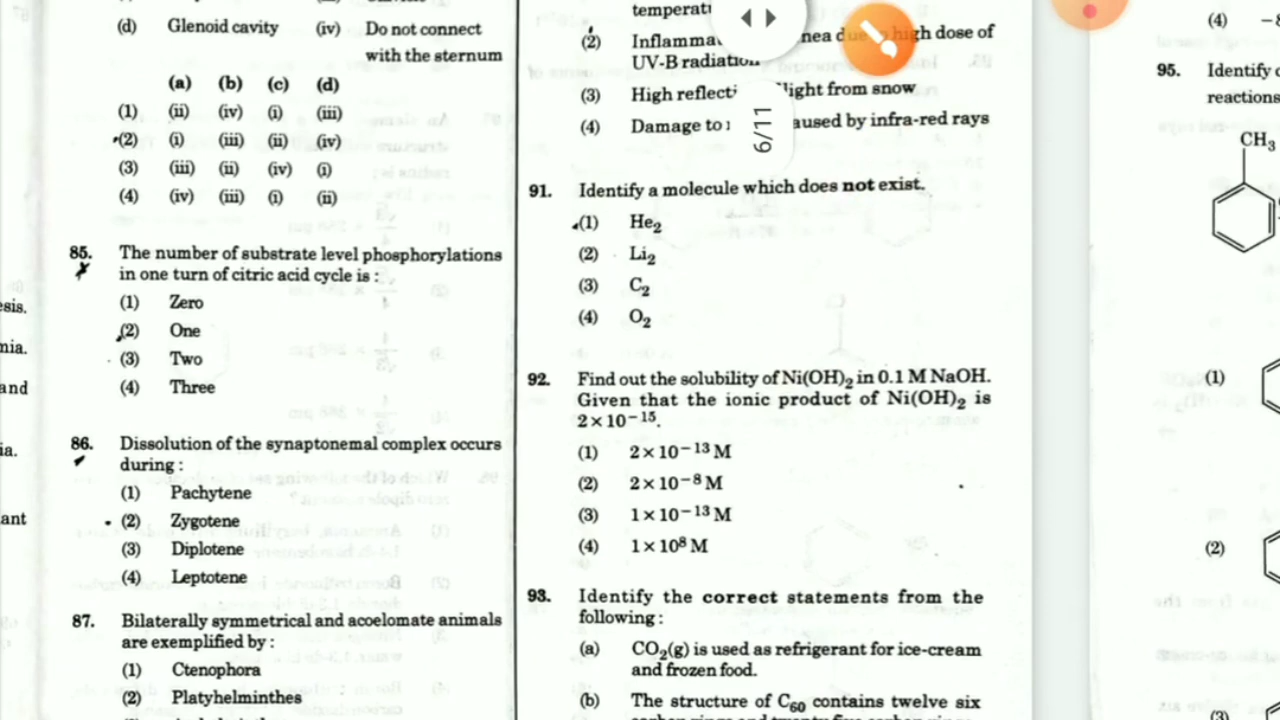 (d) Glenoid cavity (iv) Do not connect
with the sternum
(a) (b) (c) (d)
(1) (ii) (iv) (i) (iii)
(2) (i) (iii) (ii) (iv)
(3) (iii) (ii) (iv) (i)
(4) (iv) (iii) (i) (ii)
85. The number of substrate level phosphorylations
in one turn of citric acid cycle is :
(1) Zero
(2) One
(3) Two
(4) Three
86. Dissolution of the synaptonemal complex occurs
during :
(1) Pachytene
(2) Zygotene
(3) Diplotene
(4) Leptotene
87. Bilaterally symmetrical and acoelomate animals
are exemplified by :
(1) Ctenophora
(2) Platyhelminthes
(2) high dose of
UV-B radiation
(3) High light from snow
(4) Damage to caused by infra-red rays
6/11
91. Identify a molecule which does not exist.
(1) He2
(2) Li2
(3) C2
(4) O2
92. Find out the solubility of Ni(OH)2 in 0.1 M NaOH.
Given that the ionic product of Ni(OH)2 is
2×10−15.
(1) 2×10−13 M
(2) 2×10−8 M
(3) 1×10−13 M
(4) 1×108 M
93. Identify the correct statements from the
following :
(a) CO2(g) is used as refrigerant for ice-cream
and frozen food.
(b) The structure of C60 contains twelve six
(4)
95. Identify
reactions
CH3
(1)
(2)